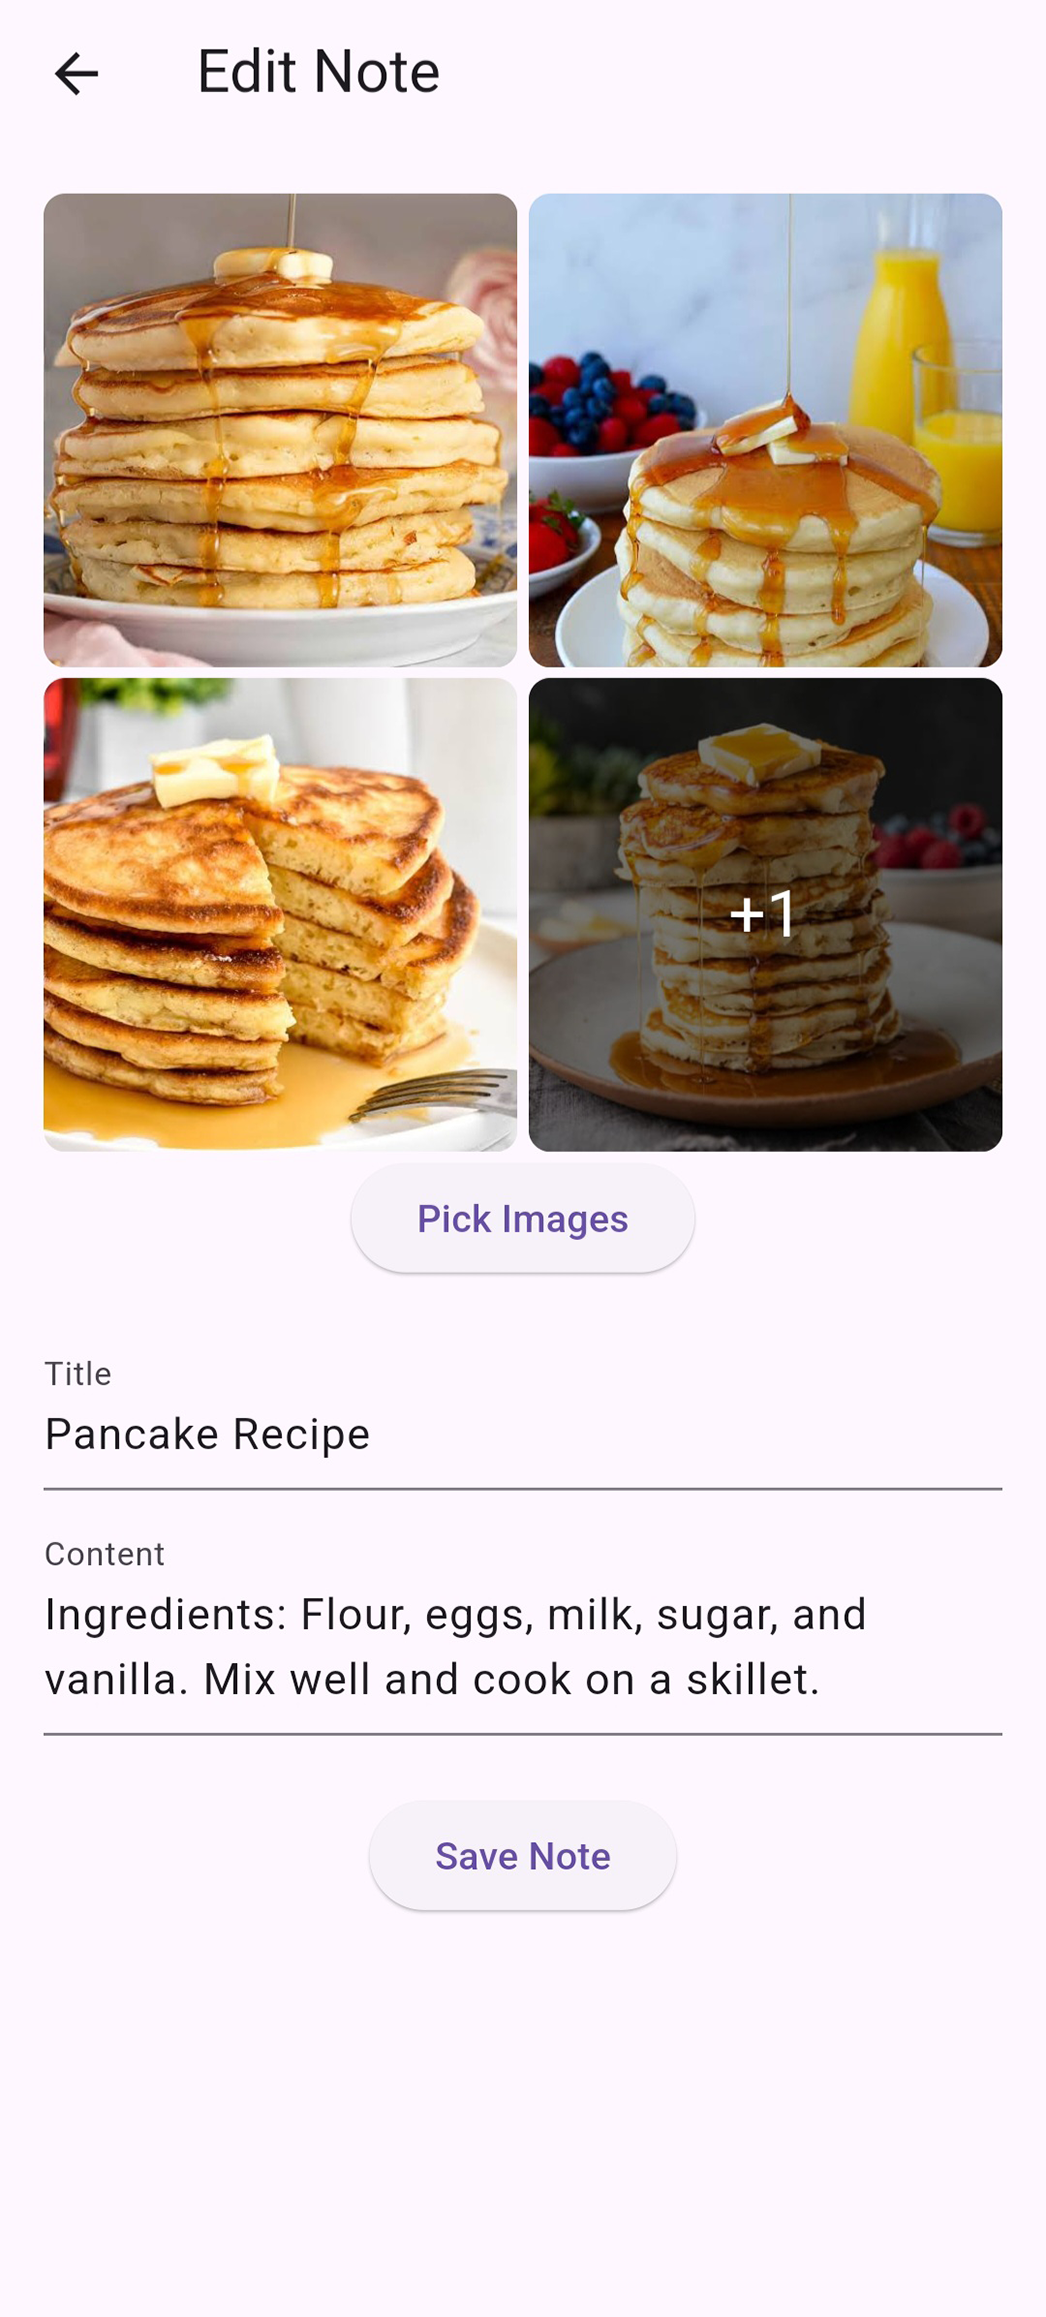 Edit Note
+1
Pick Images
Title
Pancake Recipe
Content
Ingredients: Flour, eggs, milk, sugar, and
vanilla. Mix well and cook on a skillet.
Save Note